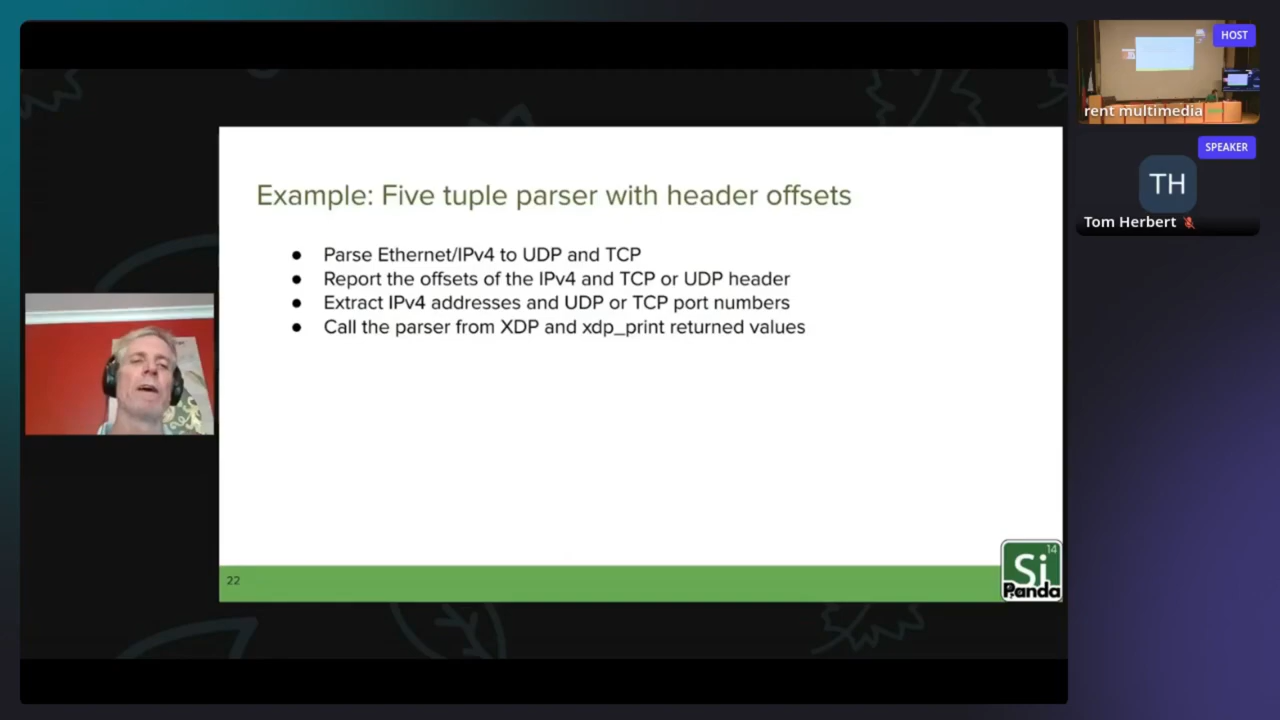 Example: Five tuple parser with header offsets
● Parse Ethernet/IPv4 to UDP and TCP
● Report the offsets of the IPv4 and TCP or UDP header
● Extract IPv4 addresses and UDP or TCP port numbers
● Call the parser from XDP and xdp_print returned values
22
14
Si
Panda
HOST
rent multimedia
SPEAKER
TH
Tom Herbert